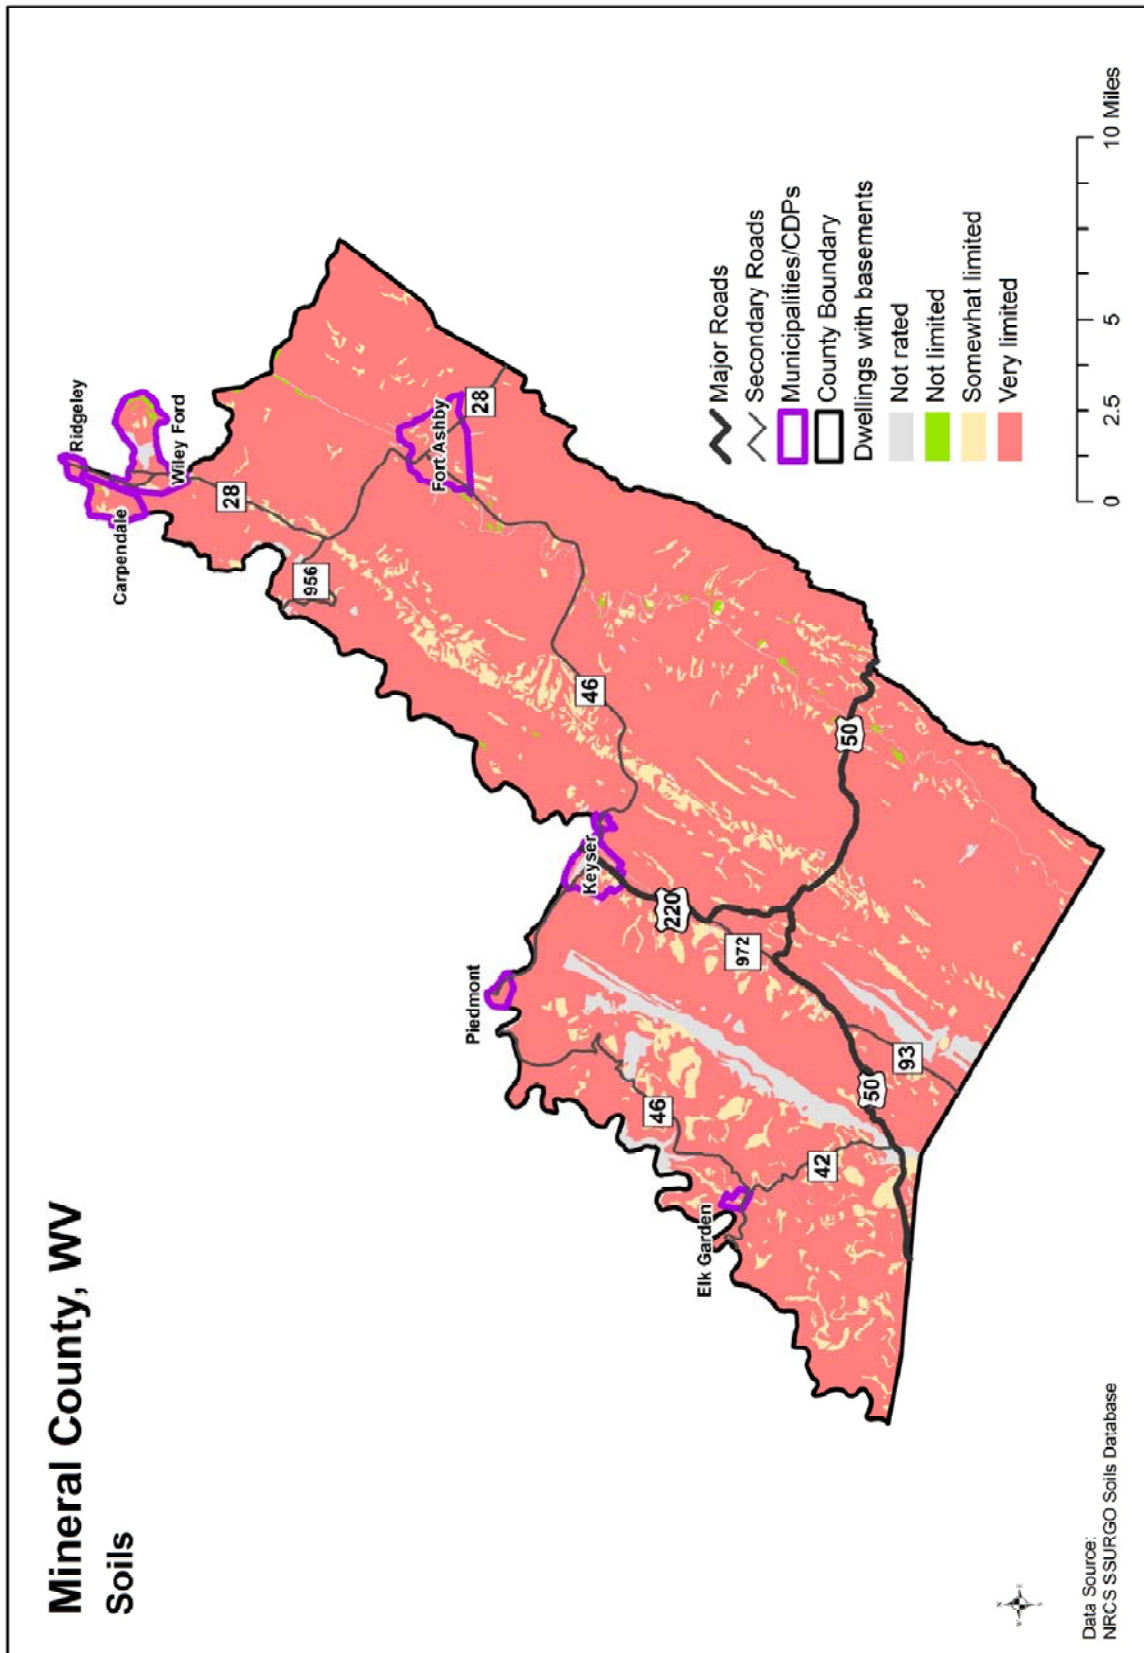 Mineral County, WV
Soils
Ridgeley
Carpendale
Wiley Ford
28
956
Fort Ashby
28
46
Keyser
Piedmont
220
50
972
46
93
50
42
Elk Garden
Major Roads
Secondary Roads
Municipalities/CDPs
County Boundary
Dwellings with basements
Not rated
Not limited
Somewhat limited
Very limited
0 2.5 5 10 Miles
Data Source:
NRCS SSURGO Soils Database